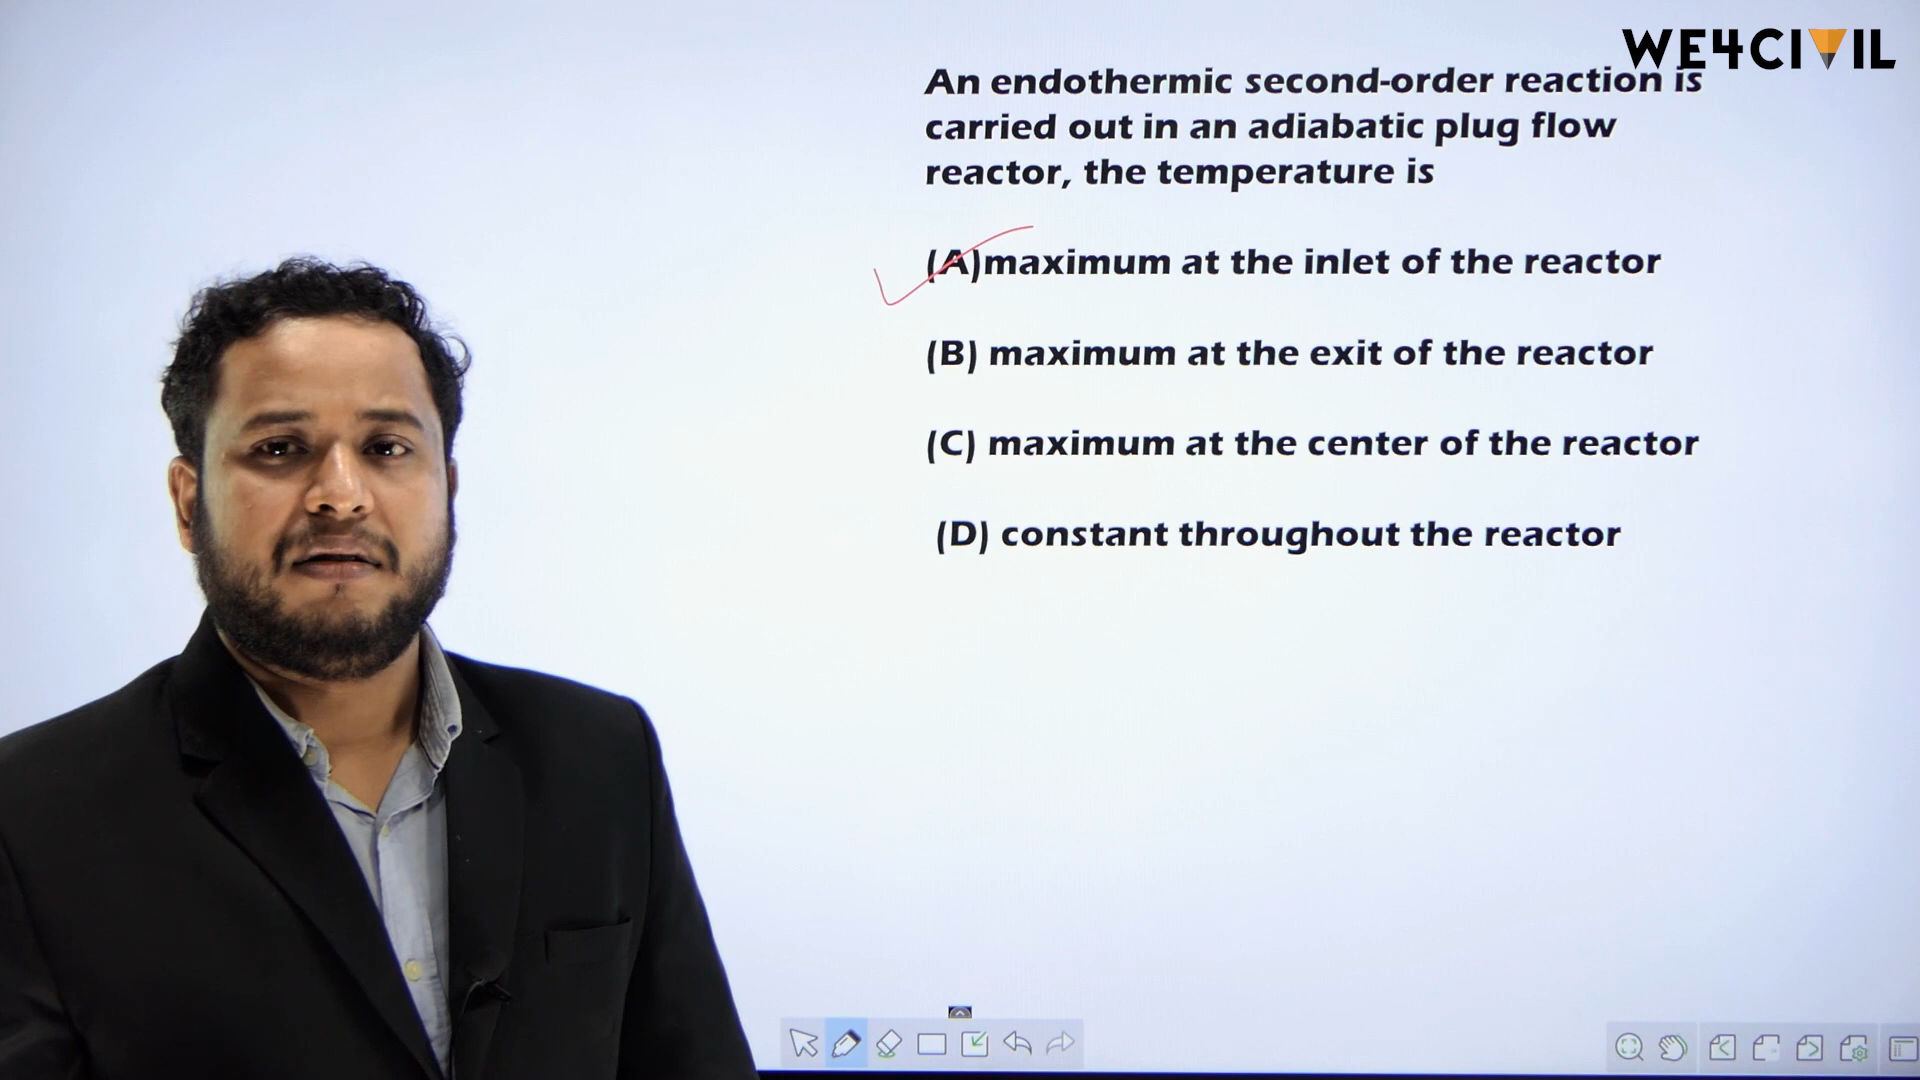 WE4CIVIL
An endothermic second-order reaction is
carried out in an adiabatic plug flow
reactor, the temperature is
(A)maximum at the inlet of the reactor
(B) maximum at the exit of the reactor
(C) maximum at the center of the reactor
(D) constant throughout the reactor